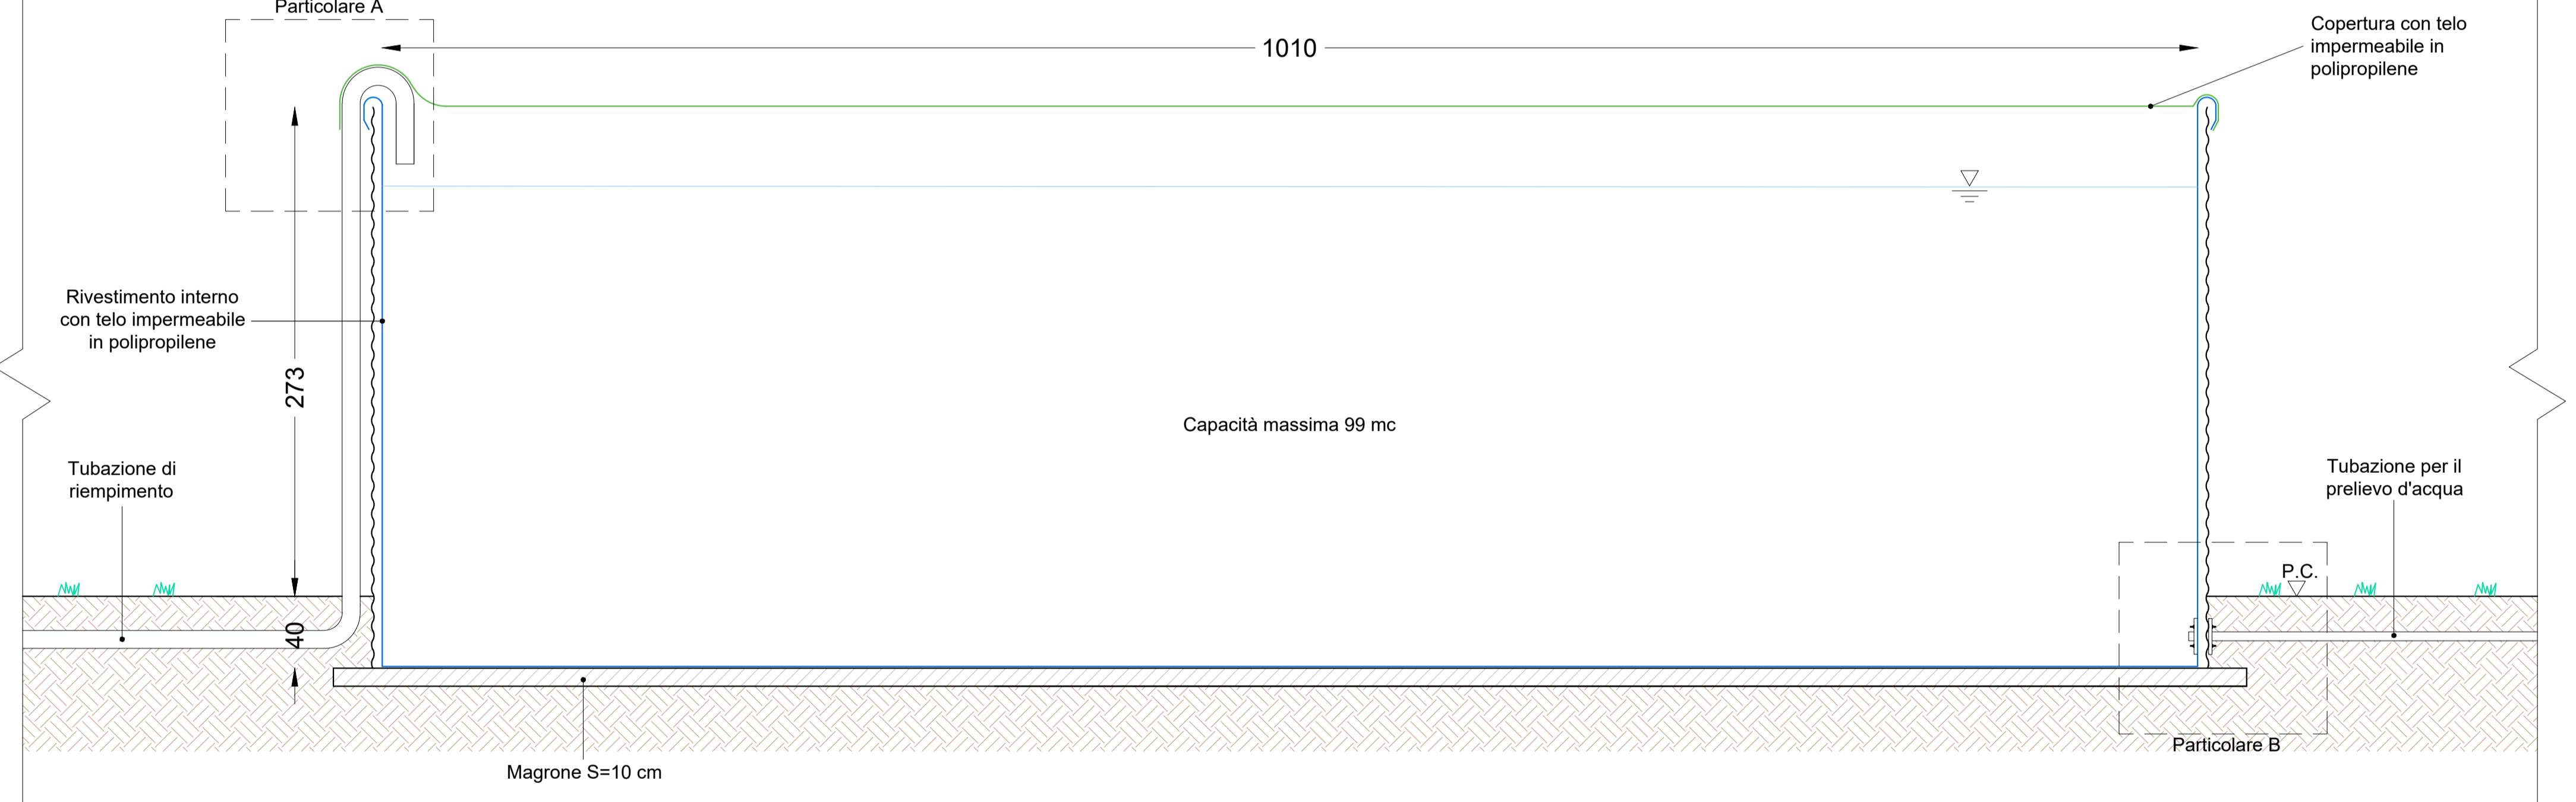 Particolare A
1010
Copertura con telo
impermeabile in
polipropilene
Rivestimento interno
con telo impermeabile
in polipropilene
273
Capacità massima 99 mc
Tubazione di
riempimento
Tubazione per il
prelievo d'acqua
P.C.
40
Particolare B
Magrone S=10 cm